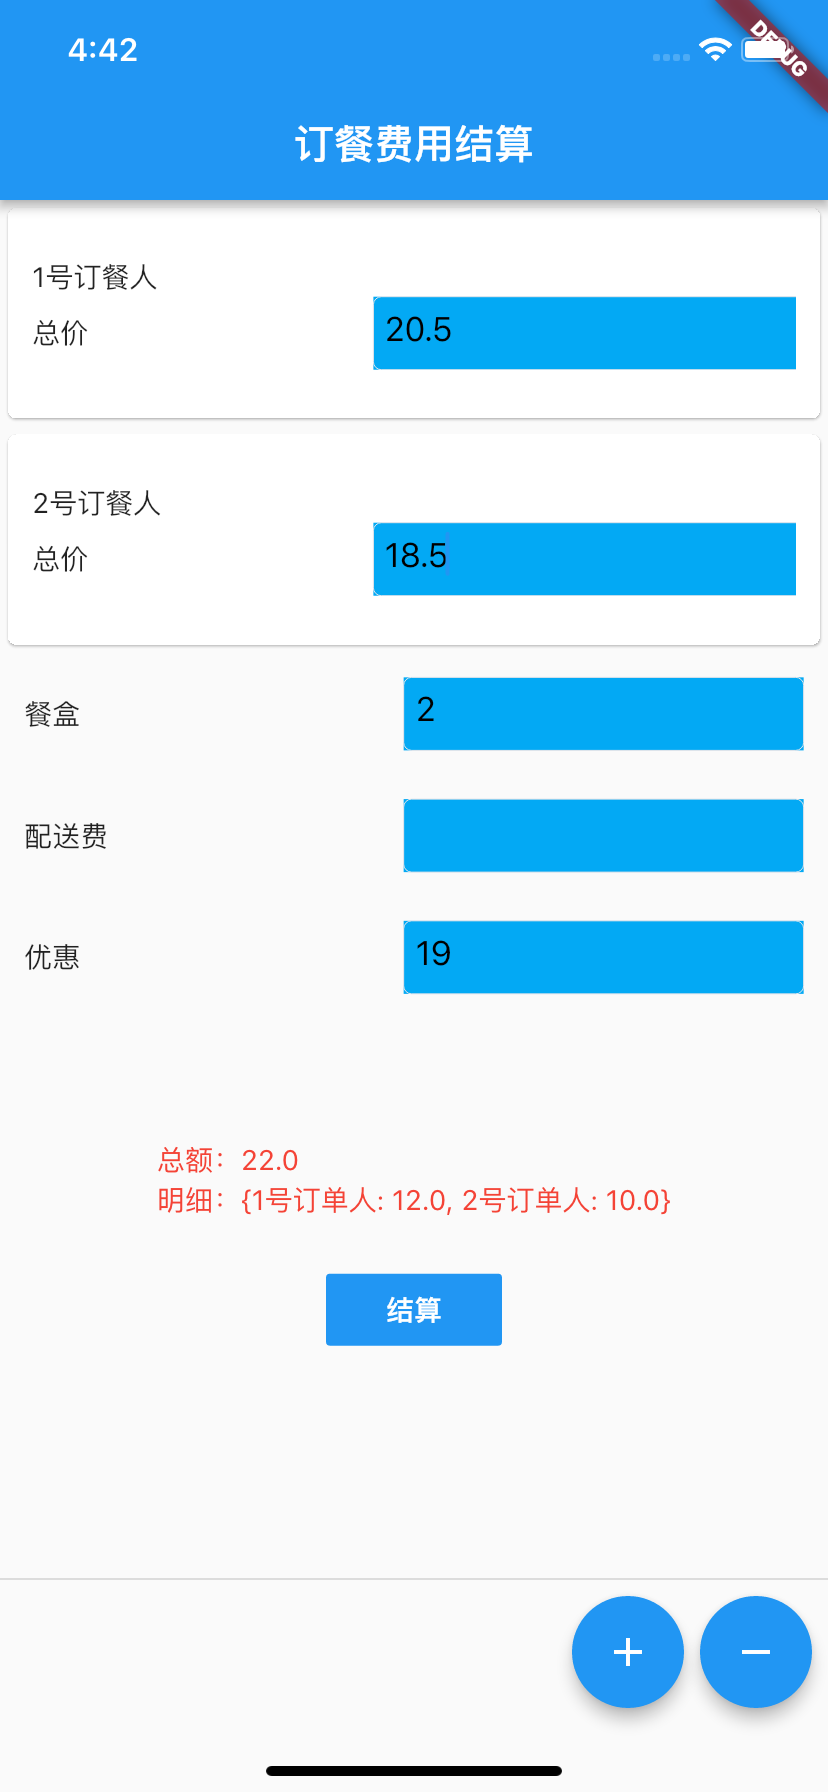 4:42
DEBUG
订餐费用结算
1号订餐人
总价 20.5
2号订餐人
总价 18.5
餐盒 2
配送费
优惠 19
总额：22.0
明细：{1号订单人: 12.0, 2号订单人: 10.0}
结算